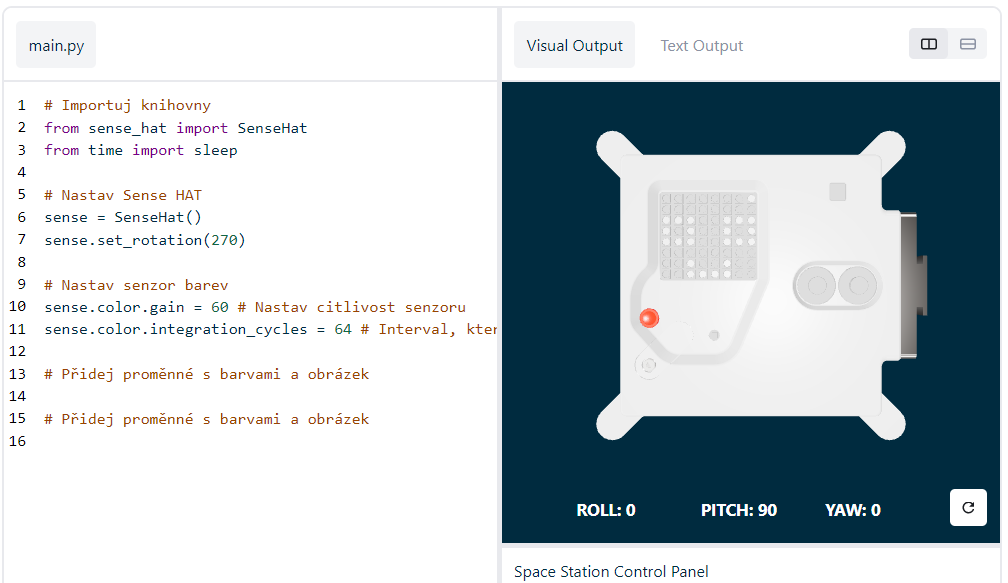 main.py
1 # Importuj knihovny
2 from sense_hat import SenseHat
3 from time import sleep
4
5 # Nastav Sense HAT
6 sense = SenseHat()
7 sense.set_rotation(270)
8
9 # Nastav senzor barev
10 sense.color.gain = 60 # Nastav citlivost senzoru
11 sense.color.integration_cycles = 64 # Interval, kter
12
13 # Přidej proměnné s barvami a obrázek
14
15 # Přidej proměnné s barvami a obrázek
16
Visual Output Text Output
ROLL: 0 PITCH: 90 YAW: 0
Space Station Control Panel